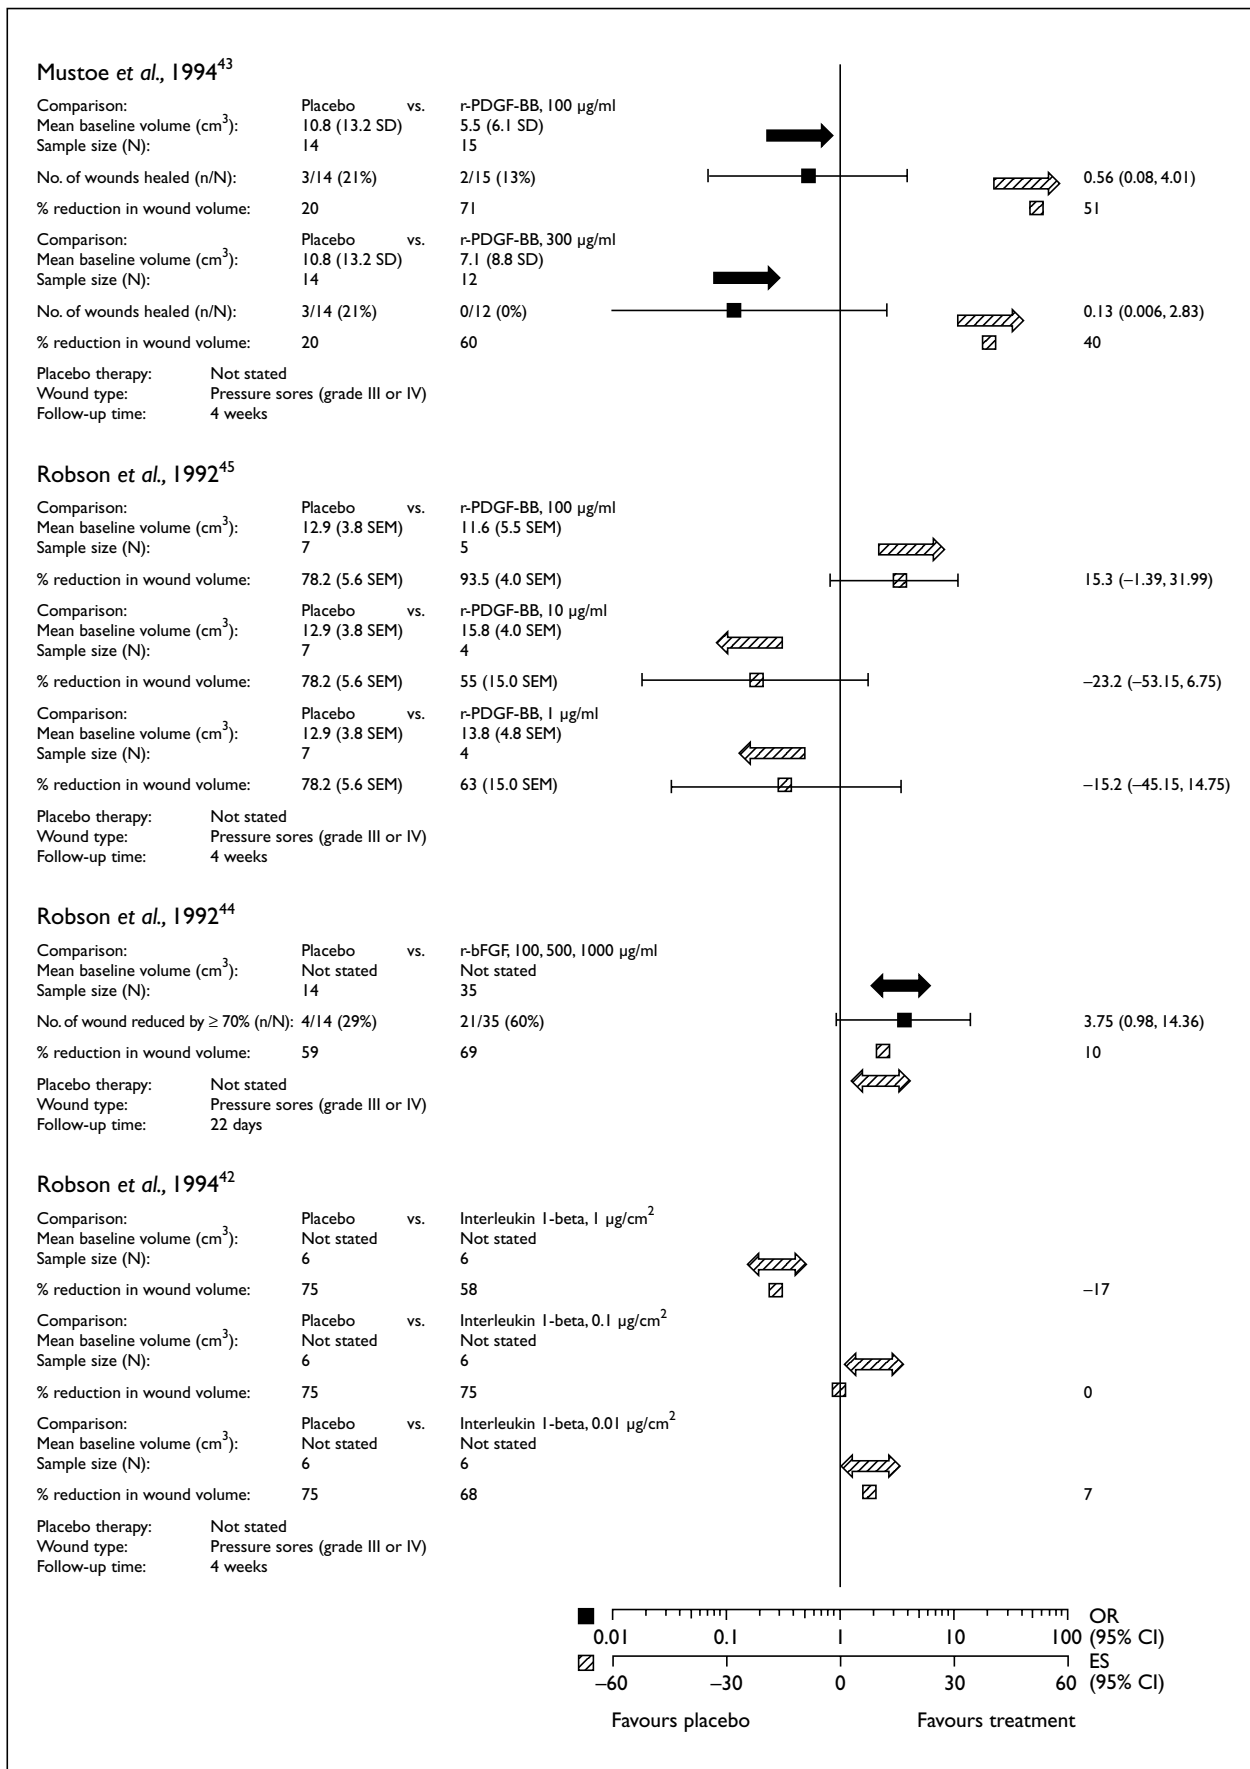 Mustoe et al., 199443
Comparison: Placebo vs. r-PDGF-BB, 100 µg/ml
Mean baseline volume (cm3): 10.8 (13.2 SD) 5.5 (6.1 SD)
Sample size (N): 14 15
No. of wounds healed (n/N): 3/14 (21%) 2/15 (13%) 0.56 (0.08, 4.01)
% reduction in wound volume: 20 71 51
Comparison: Placebo vs. r-PDGF-BB, 300 µg/ml
Mean baseline volume (cm3): 10.8 (13.2 SD) 7.1 (8.8 SD)
Sample size (N): 14 12
No. of wounds healed (n/N): 3/14 (21%) 0/12 (0%) 0.13 (0.006, 2.83)
% reduction in wound volume: 20 60 40
Placebo therapy: Not stated
Wound type: Pressure sores (grade III or IV)
Follow-up time: 4 weeks
Robson et al., 199245
Comparison: Placebo vs. r-PDGF-BB, 100 µg/ml
Mean baseline volume (cm3): 12.9 (3.8 SEM) 11.6 (5.5 SEM)
Sample size (N): 7 5
% reduction in wound volume: 78.2 (5.6 SEM) 93.5 (4.0 SEM) 15.3 (–1.39, 31.99)
Comparison: Placebo vs. r-PDGF-BB, 10 µg/ml
Mean baseline volume (cm3): 12.9 (3.8 SEM) 15.8 (4.0 SEM)
Sample size (N): 7 4
% reduction in wound volume: 78.2 (5.6 SEM) 55 (15.0 SEM) –23.2 (–53.15, 6.75)
Comparison: Placebo vs. r-PDGF-BB, 1 µg/ml
Mean baseline volume (cm3): 12.9 (3.8 SEM) 13.8 (4.8 SEM)
Sample size (N): 7 4
% reduction in wound volume: 78.2 (5.6 SEM) 63 (15.0 SEM) –15.2 (–45.15, 14.75)
Placebo therapy: Not stated
Wound type: Pressure sores (grade III or IV)
Follow-up time: 4 weeks
Robson et al., 199244
Comparison: Placebo vs. r-bFGF, 100, 500, 1000 µg/ml
Mean baseline volume (cm3): Not stated Not stated
Sample size (N): 14 35
No. of wound reduced by ≥ 70% (n/N): 4/14 (29%) 21/35 (60%) 3.75 (0.98, 14.36)
% reduction in wound volume: 59 69 10
Placebo therapy: Not stated
Wound type: Pressure sores (grade III or IV)
Follow-up time: 22 days
Robson et al., 199442
Comparison: Placebo vs. Interleukin 1-beta, 1 µg/cm2
Mean baseline volume (cm3): Not stated Not stated
Sample size (N): 6 6
% reduction in wound volume: 75 58 –17
Comparison: Placebo vs. Interleukin 1-beta, 0.1 µg/cm2
Mean baseline volume (cm3): Not stated Not stated
Sample size (N): 6 6
% reduction in wound volume: 75 75 0
Comparison: Placebo vs. Interleukin 1-beta, 0.01 µg/cm2
Mean baseline volume (cm3): Not stated Not stated
Sample size (N): 6 6
% reduction in wound volume: 75 68 7
Placebo therapy: Not stated
Wound type: Pressure sores (grade III or IV)
Follow-up time: 4 weeks
OR
0.01 0.1 1 10 100 (95% CI)
ES
–60 –30 0 30 60 (95% CI)
Favours placebo Favours treatment